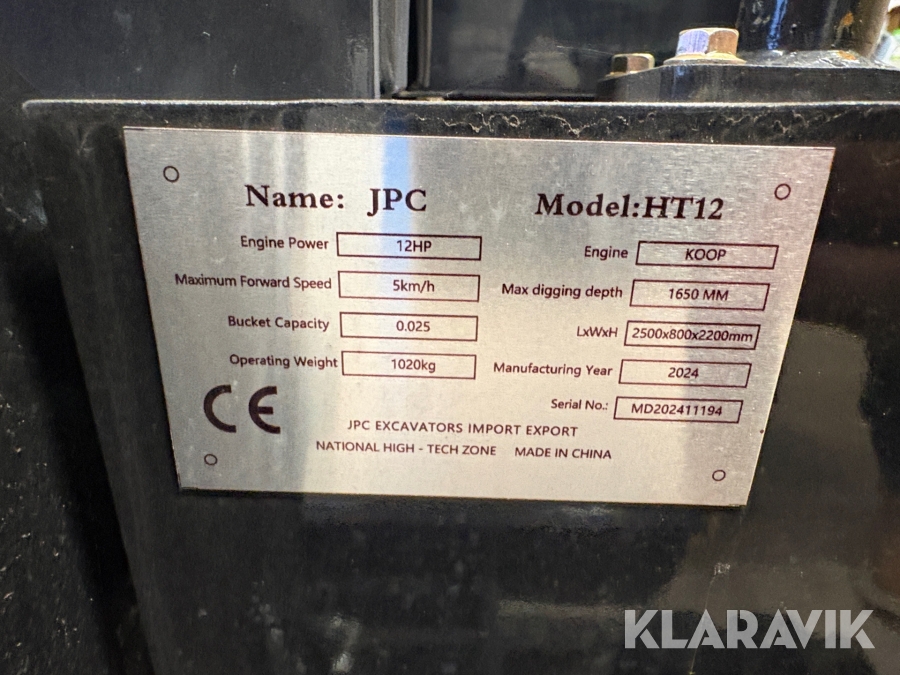 Name: JPC
Model:HT12
Engine Power 12HP
Engine KOOP
Maximum Forward Speed 5km/h
Max digging depth 1650 MM
Bucket Capacity 0.025
LxWxH 2500x800x2200mm
Operating Weight 1020kg
Manufacturing Year 2024
Serial No.: MD202411194
CE
JPC EXCAVATORS IMPORT EXPORT
NATIONAL HIGH - TECH ZONE MADE IN CHINA
KLARAVIK